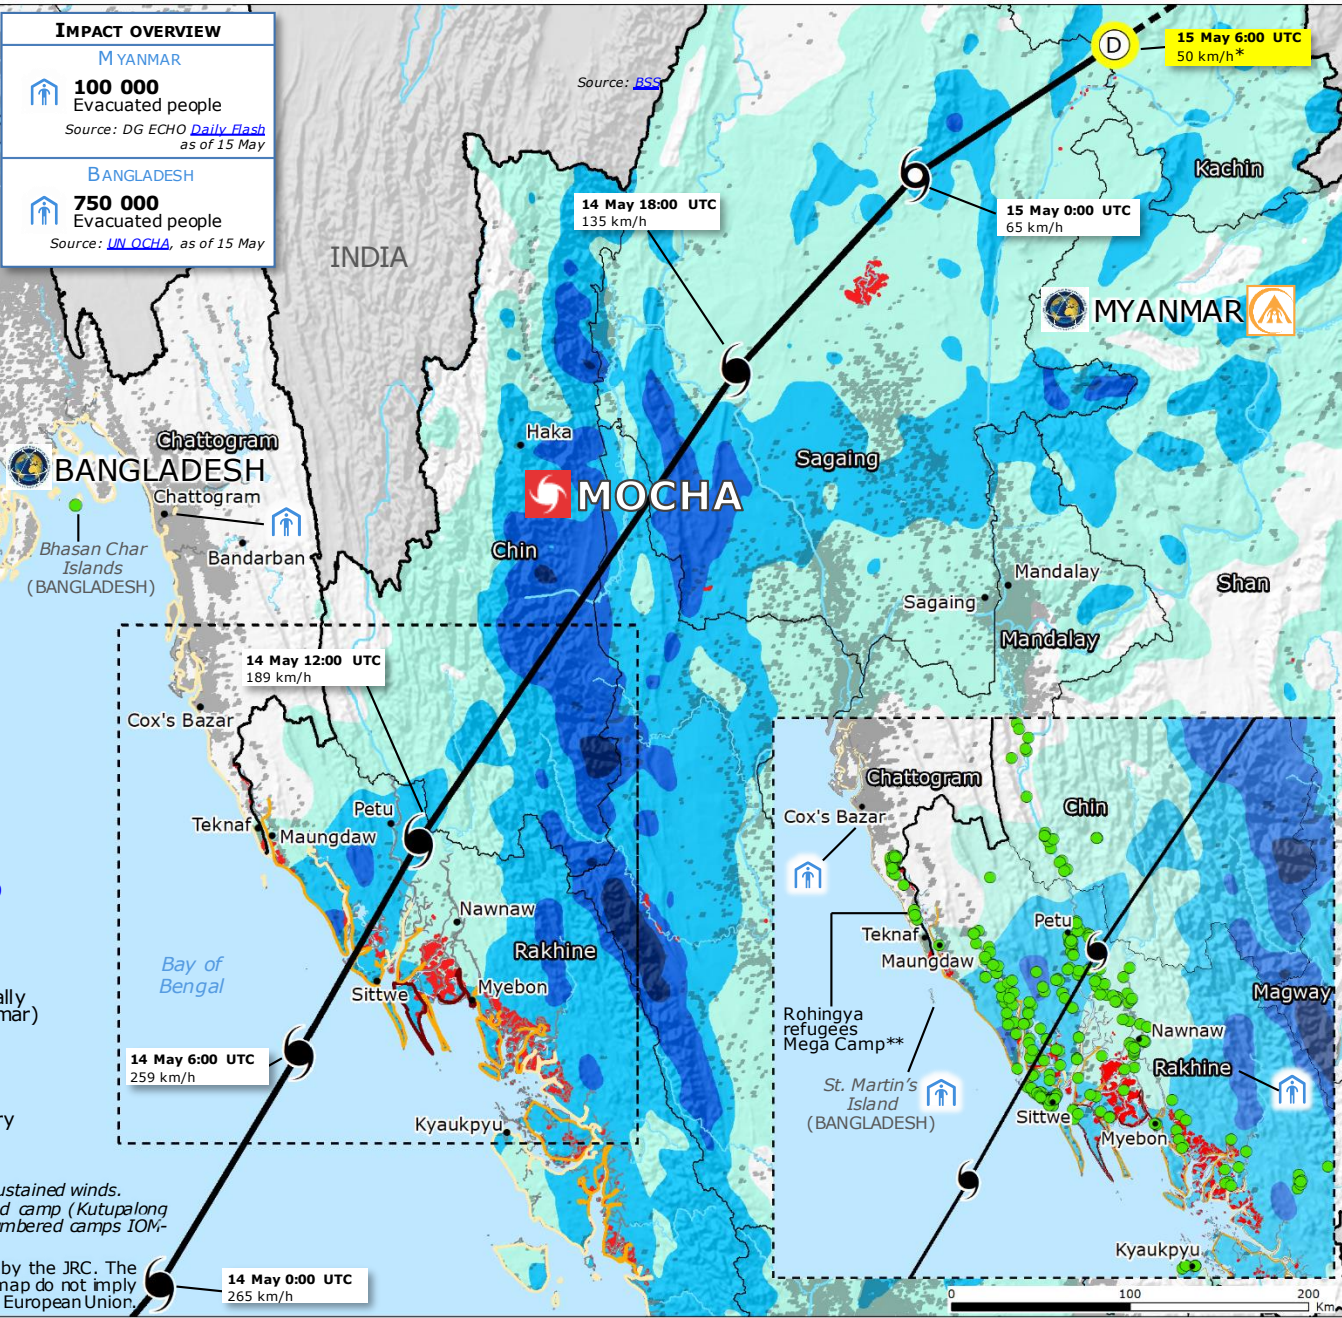 IMPACT OVERVIEW
MYANMAR
100 000
Evacuated people
Source: DG ECHO Daily Flash
as of 15 May
BANGLADESH
750 000
Evacuated people
Source: UN OCHA, as of 15 May
Source: BSS
15 May 6:00 UTC
50 km/h*
Kachin
14 May 18:00 UTC
135 km/h
15 May 0:00 UTC
65 km/h
INDIA
MYANMAR
Haka
Chattogram
BANGLADESH
Chattogram
Sagaing
MOCHA
Bhasan Char
Islands
(BANGLADESH)
Bandarban
Chin
Mandalay
Sagaing
Shan
Mandalay
14 May 12:00 UTC
189 km/h
Cox's Bazar
Petu
Teknaf
Maungdaw
Nawnaw
Rakhine
Bay of
Bengal
Sittwe
Myebon
14 May 6:00 UTC
259 km/h
Kyaukpyu
14 May 0:00 UTC
265 km/h
Chattogram
Cox's Bazar
Chin
Petu
Teknaf
Maungdaw
Magway
Rohingya
refugees
Mega Camp**
Nawnaw
Rakhine
St. Martin's
Island
(BANGLADESH)
Sittwe
Myebon
Kyaukpyu
0 100 200
Km
ally
mar)
ry
ustained winds.
d camp (Kutupalong
mbered camps IOM-
by the JRC. The
map do not imply
European Union.
D